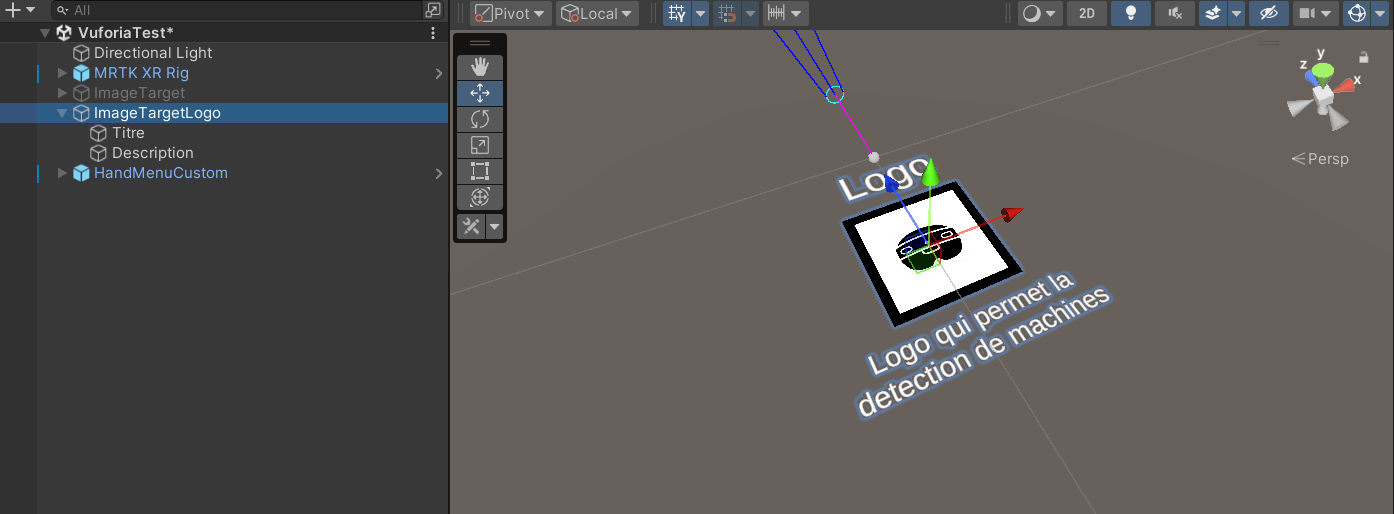 All
VuforiaTest*
Directional Light
MRTK XR Rig
ImageTarget
ImageTargetLogo
Titre
Description
HandMenuCustom
Pivot
Local
2D
y
z
x
Persp
Logo
Logo qui permet la
detection de machines